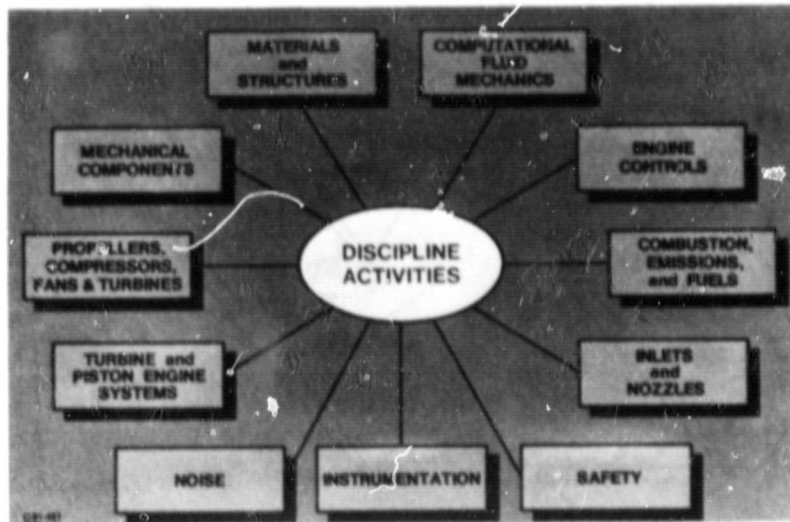 MATERIALS
and
STRUCTURES
COMPUTATIONAL
FLUID
MECHANICS
MECHANICAL
COMPONENTS
ENGINE
CONTROLS
PROPELLERS,
COMPRESSORS,
FANS & TURBINES
DISCIPLINE
ACTIVITIES
COMBUSTION,
EMISSIONS,
and FUELS
TURBINE and
PISTON ENGINE
SYSTEMS
INLETS
and
NOZZLES
NOISE
INSTRUMENTATION
SAFETY